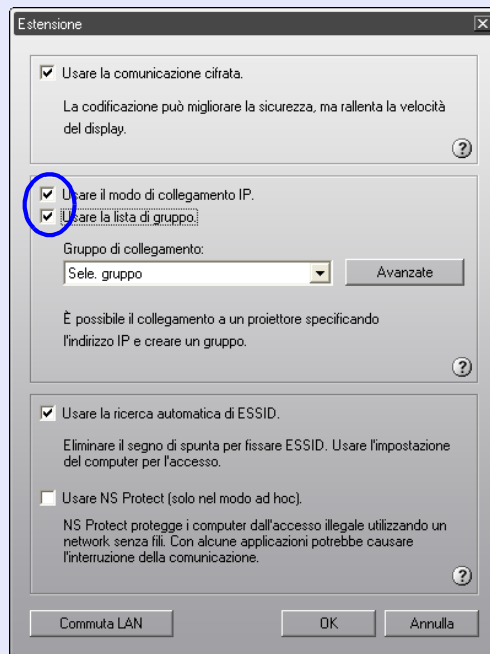 Estensione
Usare la comunicazione cifrata.
La codificazione può migliorare la sicurezza, ma rallenta la velocità
del display.
?
Usare il modo di collegamento IP.
Usare la lista di gruppo.
Gruppo di collegamento:
Sele. gruppo
Avanzate
È possibile il collegamento a un proiettore specificando
l'indirizzo IP e creare un gruppo.
?
Usare la ricerca automatica di ESSID.
Eliminare il segno di spunta per fissare ESSID. Usare l'impostazione
del computer per l'accesso.
Usare NS Protect (solo nel modo ad hoc).
NS Protect protegge i computer dall'accesso illegale utilizzando un
network senza fili. Con alcune applicazioni potrebbe causare
l'interruzione della comunicazione.
?
Commuta LAN
OK
Annulla